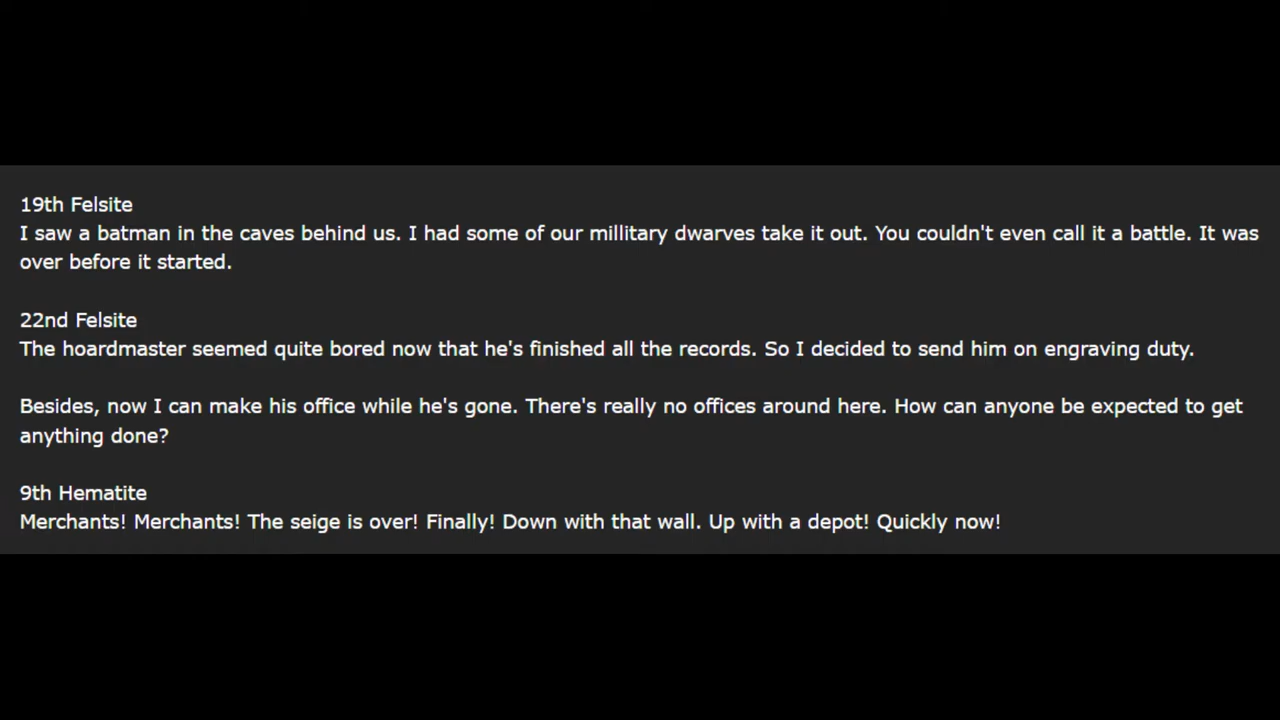 19th Felsite
I saw a batman in the caves behind us. I had some of our millitary dwarves take it out. You couldn't even call it a battle. It was
over before it started.
22nd Felsite
The hoardmaster seemed quite bored now that he's finished all the records. So I decided to send him on engraving duty.
Besides, now I can make his office while he's gone. There's really no offices around here. How can anyone be expected to get
anything done?
9th Hematite
Merchants! Merchants! The seige is over! Finally! Down with that wall. Up with a depot! Quickly now!